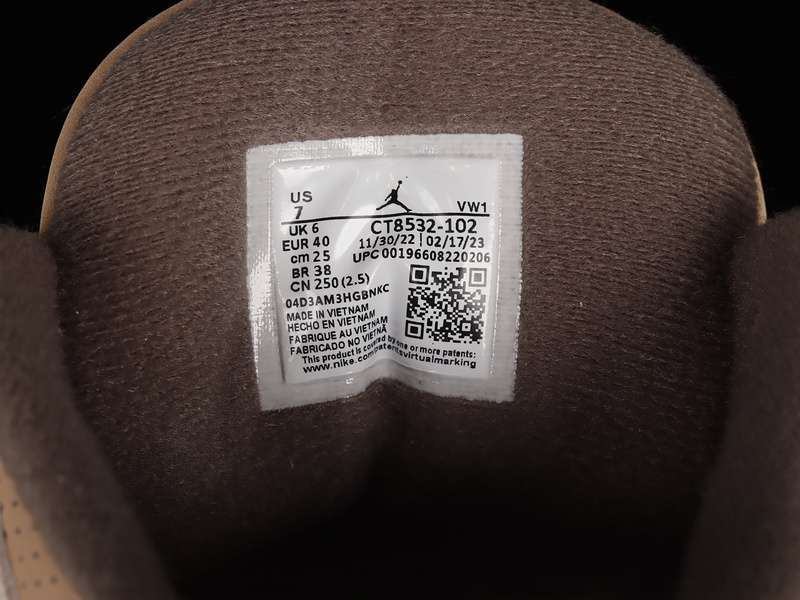 US
7
VW1
UK 6
CT8532-102
EUR 40
11/30/22 | 02/17/23
cm 25
UPC 00196608220206
BR 38
CN 250 (2.5)
04D3AM3HGBNKC
MADE IN VIETNAM
HECHO EN VIETNAM
FABRIQUE AU VIETNAM
FABRICADO NO VIETNÃ
This product is covered by one or more patents:
www.nike.com/patentsvirtualmarking